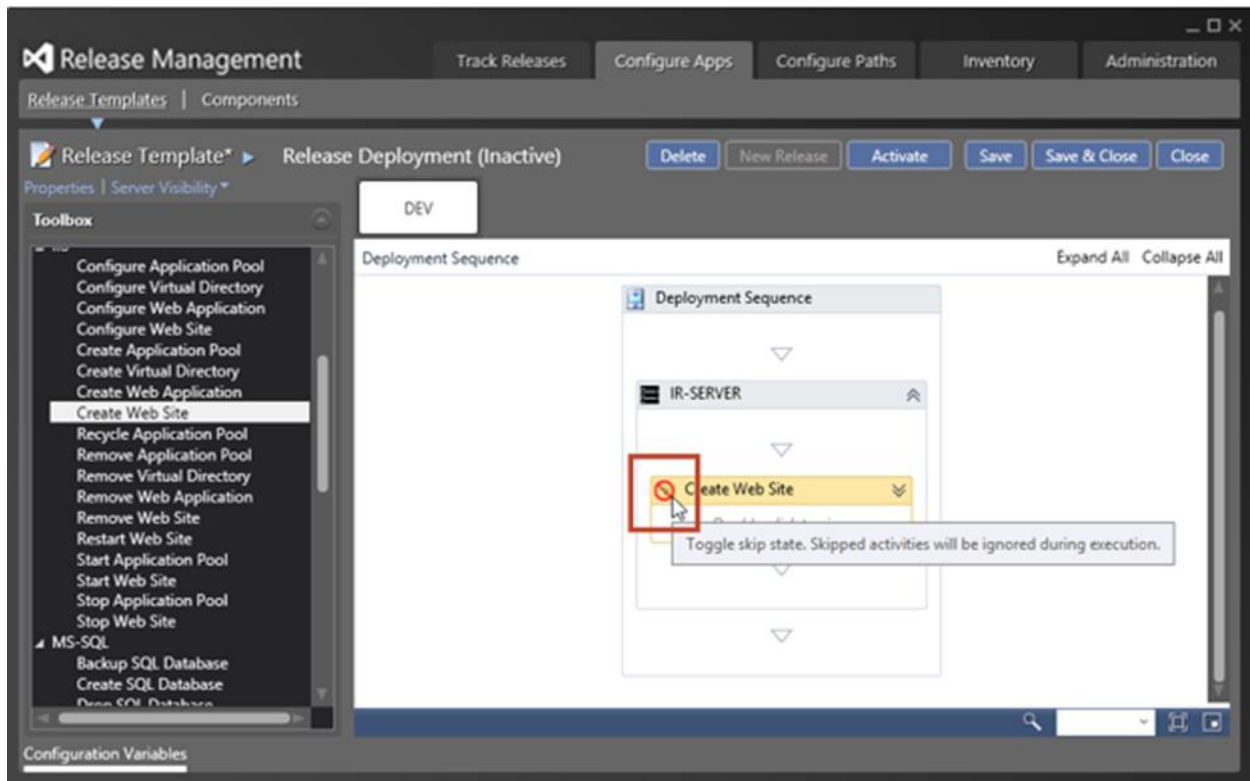 Release Management
Track Releases Configure Apps Configure Paths Inventory Administration
Release Templates | Components
Release Template* Release Deployment (Inactive) Delete New Release Activate Save Save & Close Close
Properties | Server Visibility
Toolbox
DEV
Deployment Sequence Expand All Collapse All
Configure Application Pool
Configure Virtual Directory
Configure Web Application
Configure Web Site
Create Application Pool
Create Virtual Directory
Create Web Application
Create Web Site
Recycle Application Pool
Remove Application Pool
Remove Virtual Directory
Remove Web Application
Remove Web Site
Restart Web Site
Start Application Pool
Start Web Site
Stop Application Pool
Stop Web Site
MS-SQL
Backup SQL Database
Create SQL Database
Drop SQL Database
Deployment Sequence
IR-SERVER
Create Web Site
Toggle skip state. Skipped activities will be ignored during execution.
Configuration Variables